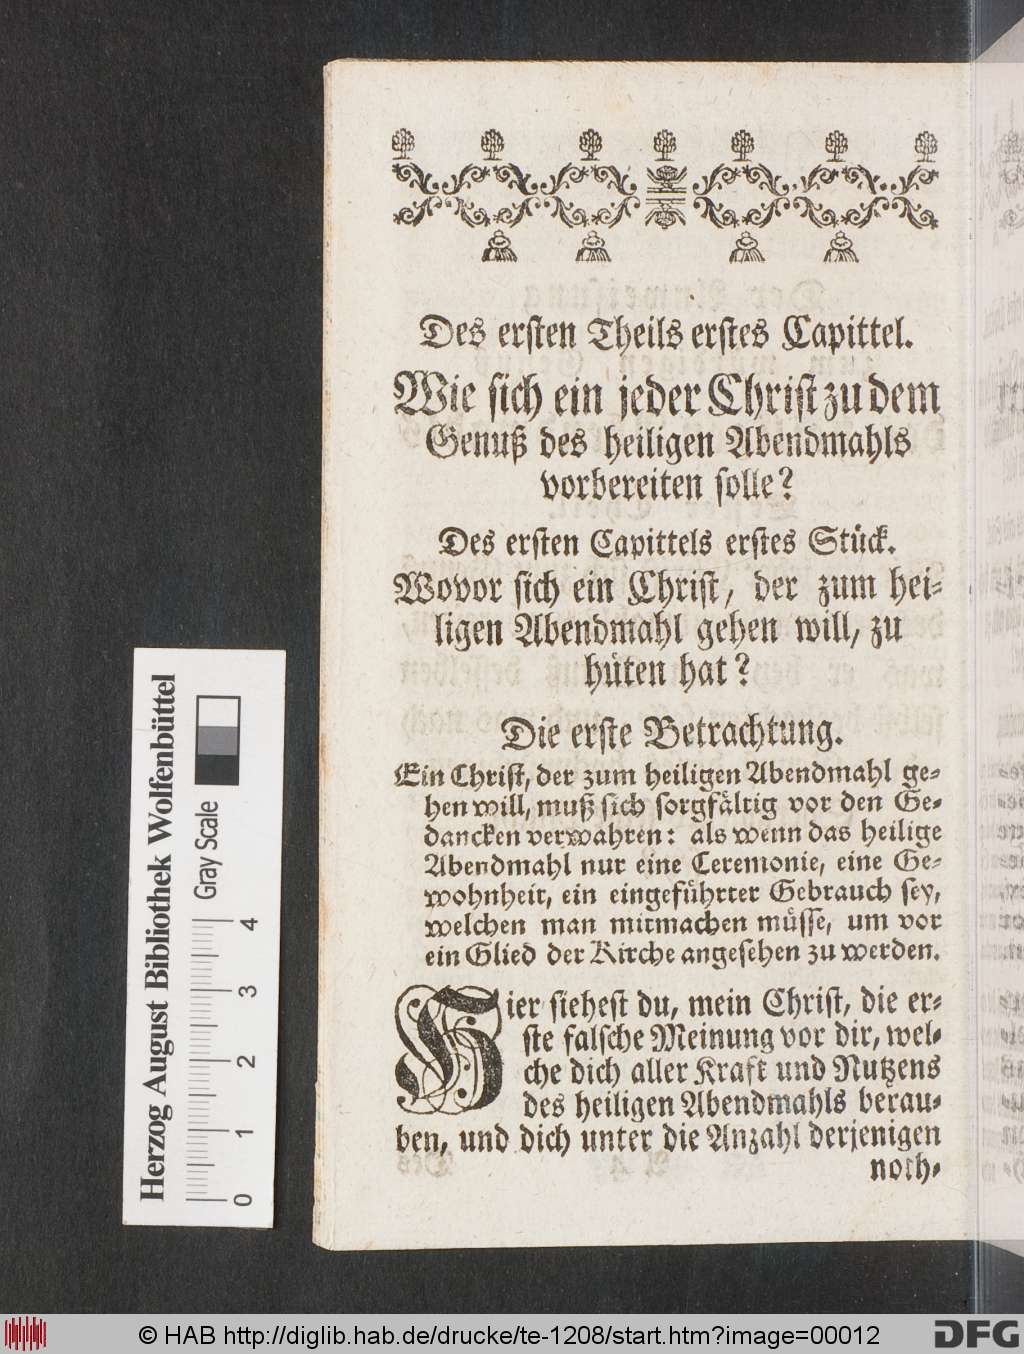 Des ersten Theils erstes Capittel.
Wie sich ein jeder Christ zu dem
Genuß des heiligen Abendmahls
vorbereiten solle?
Des ersten Capittels erstes Stück.
Wovor sich ein Christ, der zum hei-
ligen Abendmahl gehen will, zu
hüten hat?
Die erste Betrachtung.
Ein Christ, der zum heiligen Abendmahl ge-
hen will, muß sich sorgfältig vor den Ge-
dancken verwahren: als wenn das heilige
Abendmahl nur eine Ceremonie, eine Ge-
wohnheit, ein eingeführter Gebrauch sey,
welchen man mitmachen müsse, um vor
ein Glied der Kirche angesehen zu werden.
Hier siehest du, mein Christ, die er-
ste falsche Meinung vor dir, wel-
che dich aller Kraft und Nutzens
des heiligen Abendmahls berau-
ben, und dich unter die Anzahl derjenigen
noth-
Herzog August Bibliothek Wolfenbüttel
Gray Scale
0 1 2 3 4
© HAB http://diglib.hab.de/drucke/te-1208/start.htm?image=00012
DFG